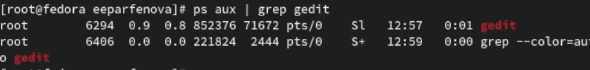 [root@fedora eeparfenova]# ps aux | grep gedit
root        6294  0.9  0.8 852376 71672 pts/0    Sl   12:57   0:01 gedit
root        6406  0.0  0.0 221824  2444 pts/0    S+   12:59   0:00 grep --color=aut
o gedit